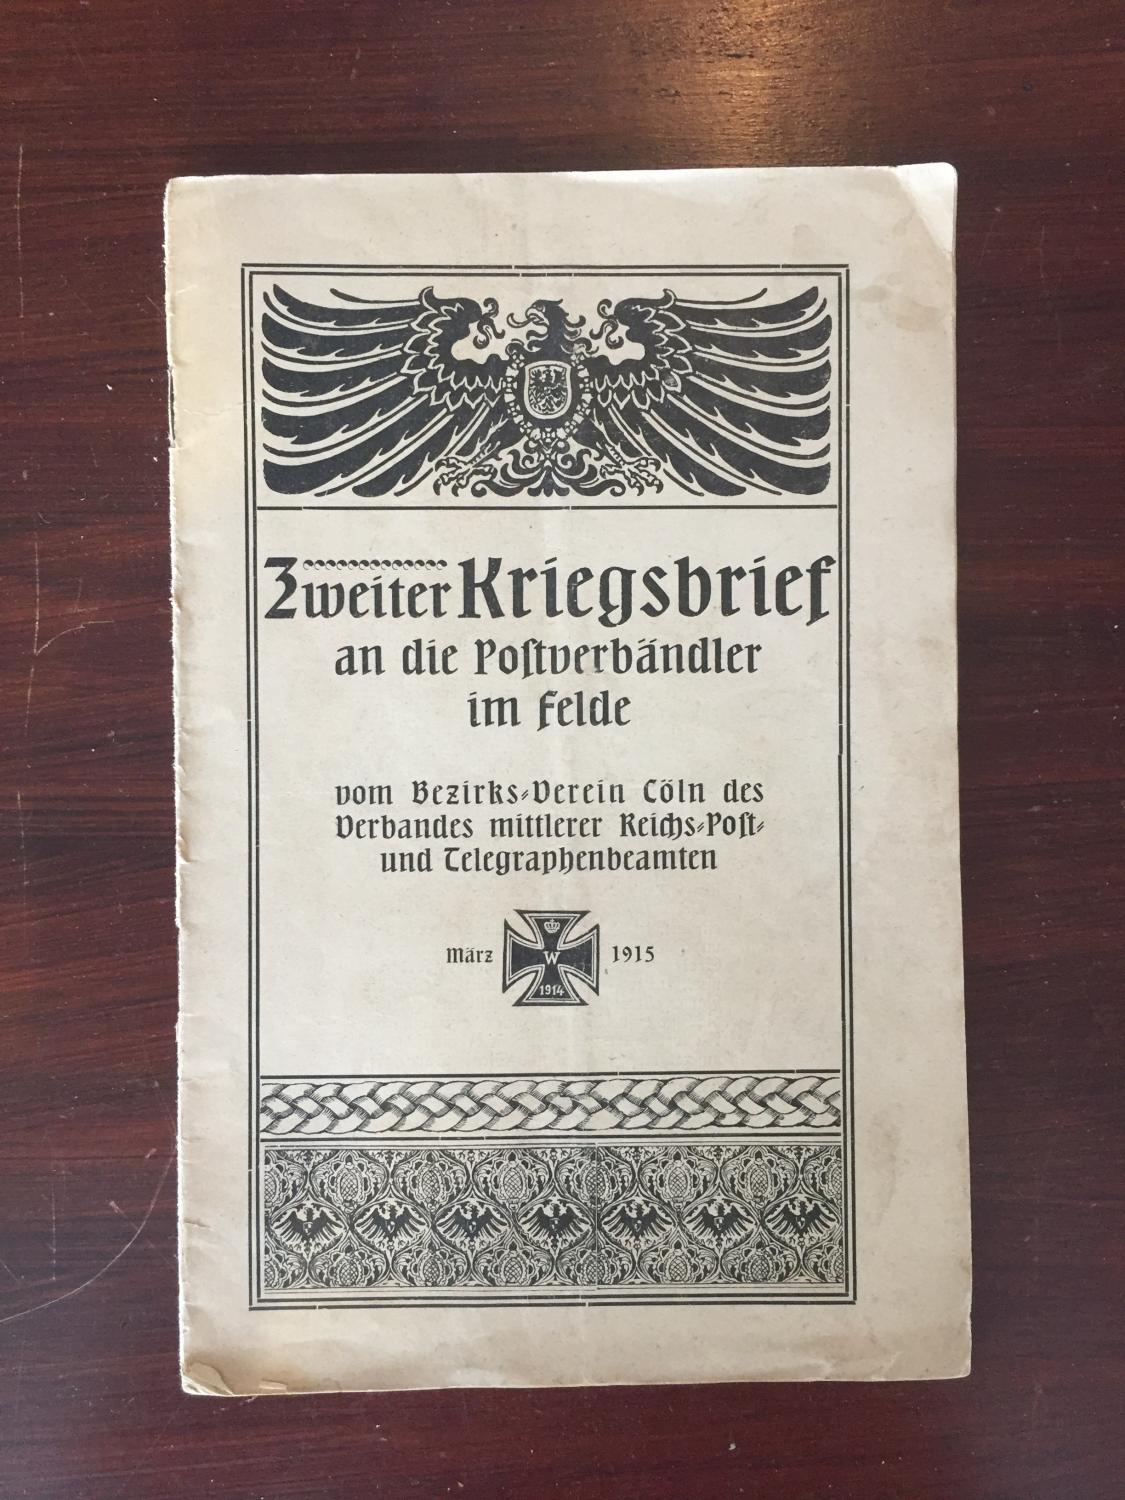 Zweiter Kriegsbrief
an die Poſtverbändler
im Felde
vom Bezirks⸗Verein Cöln des
Verbandes mittlerer Reichs⸗Poſt⸗
und Telegraphenbeamten
März 1915
W
1914